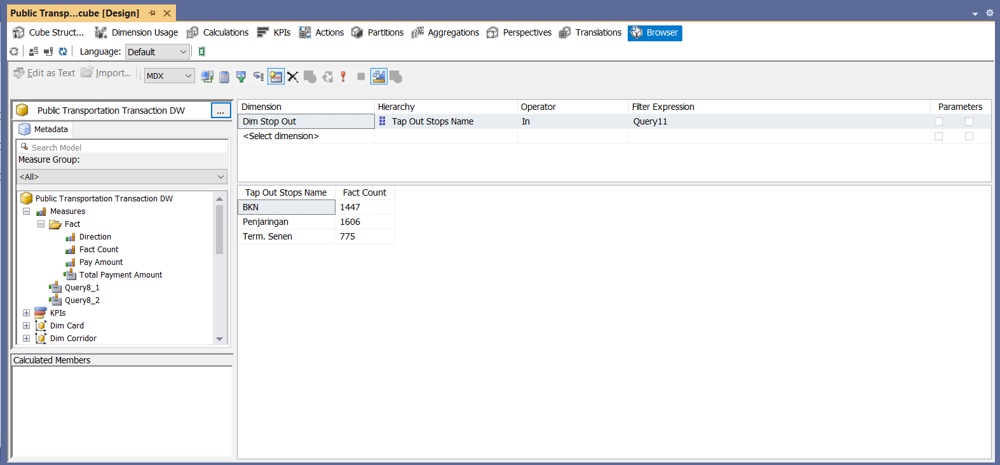 Public Transp...cube [Design]
Cube Struct... Dimension Usage Calculations KPIs Actions Partitions Aggregations Perspectives Translations Browser
Language: Default
Edit as Text Import... MDX
Public Transportation Transaction DW ...
Metadata
Search Model
Measure Group:
<All>
Public Transportation Transaction DW
Measures
Fact
Direction
Fact Count
Pay Amount
Total Payment Amount
Query8_1
Query8_2
KPIs
Dim Card
Dim Corridor
Calculated Members
Dimension Hierarchy Operator Filter Expression Parameters
Dim Stop Out Tap Out Stops Name In Query11
<Select dimension>
Tap Out Stops Name Fact Count
BKN 1447
Penjaringan 1606
Term. Senen 775